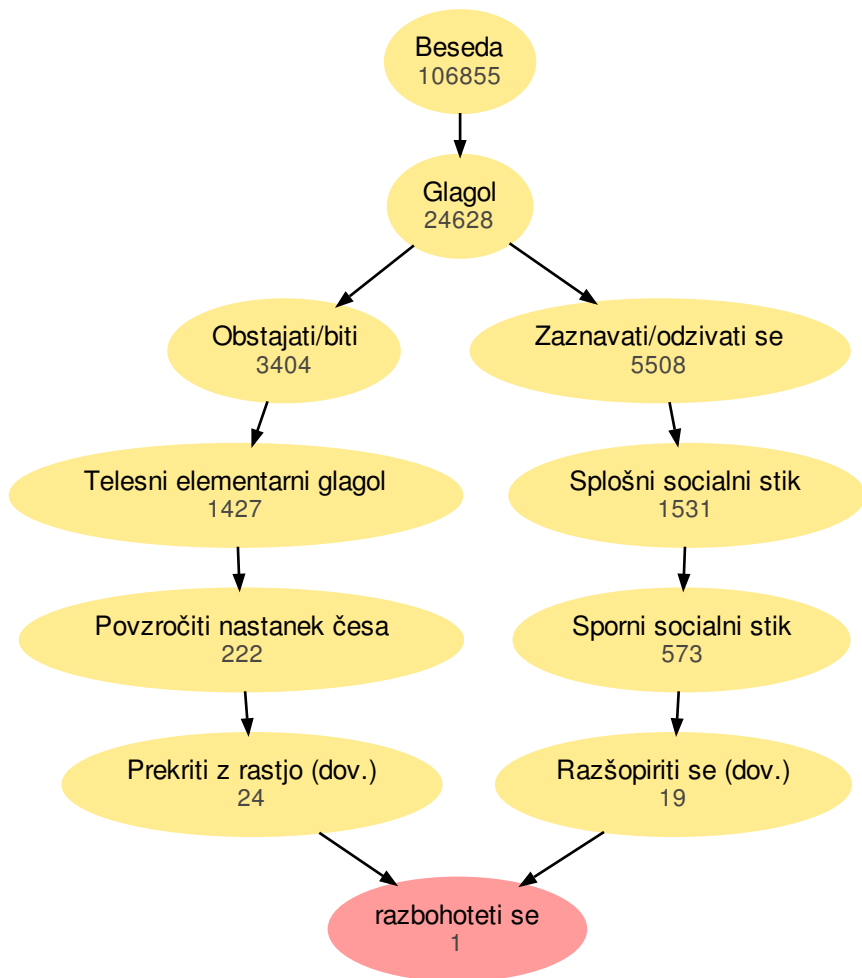 Beseda
106855
Glagol
24628
Obstajati/biti
3404
Zaznavati/odzivati se
5508
Telesni elementarni glagol
1427
Splošni socialni stik
1531
Povzročiti nastanek česa
222
Sporni socialni stik
573
Prekriti z rastjo (dov.)
24
Razšopiriti se (dov.)
19
razbohoteti se
1